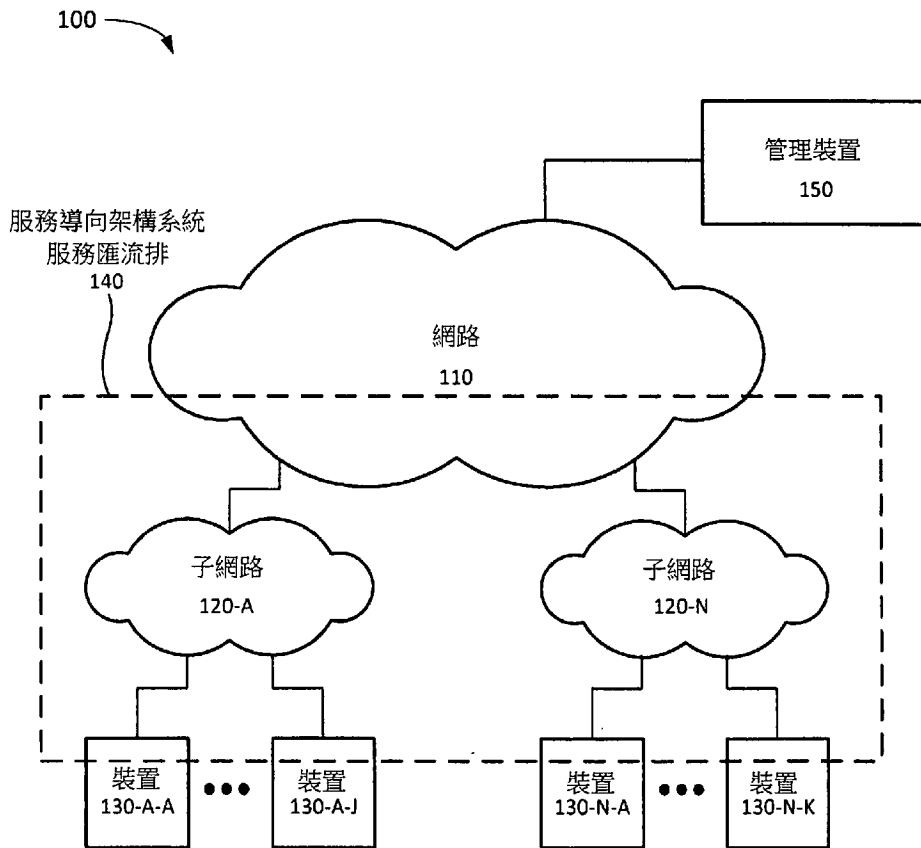 100
管理裝置
150
服務導向架構系統
服務匯流排
140
網路
110
子網路
120-A
子網路
120-N
裝置
130-A-A
裝置
130-A-J
裝置
130-N-A
裝置
130-N-K